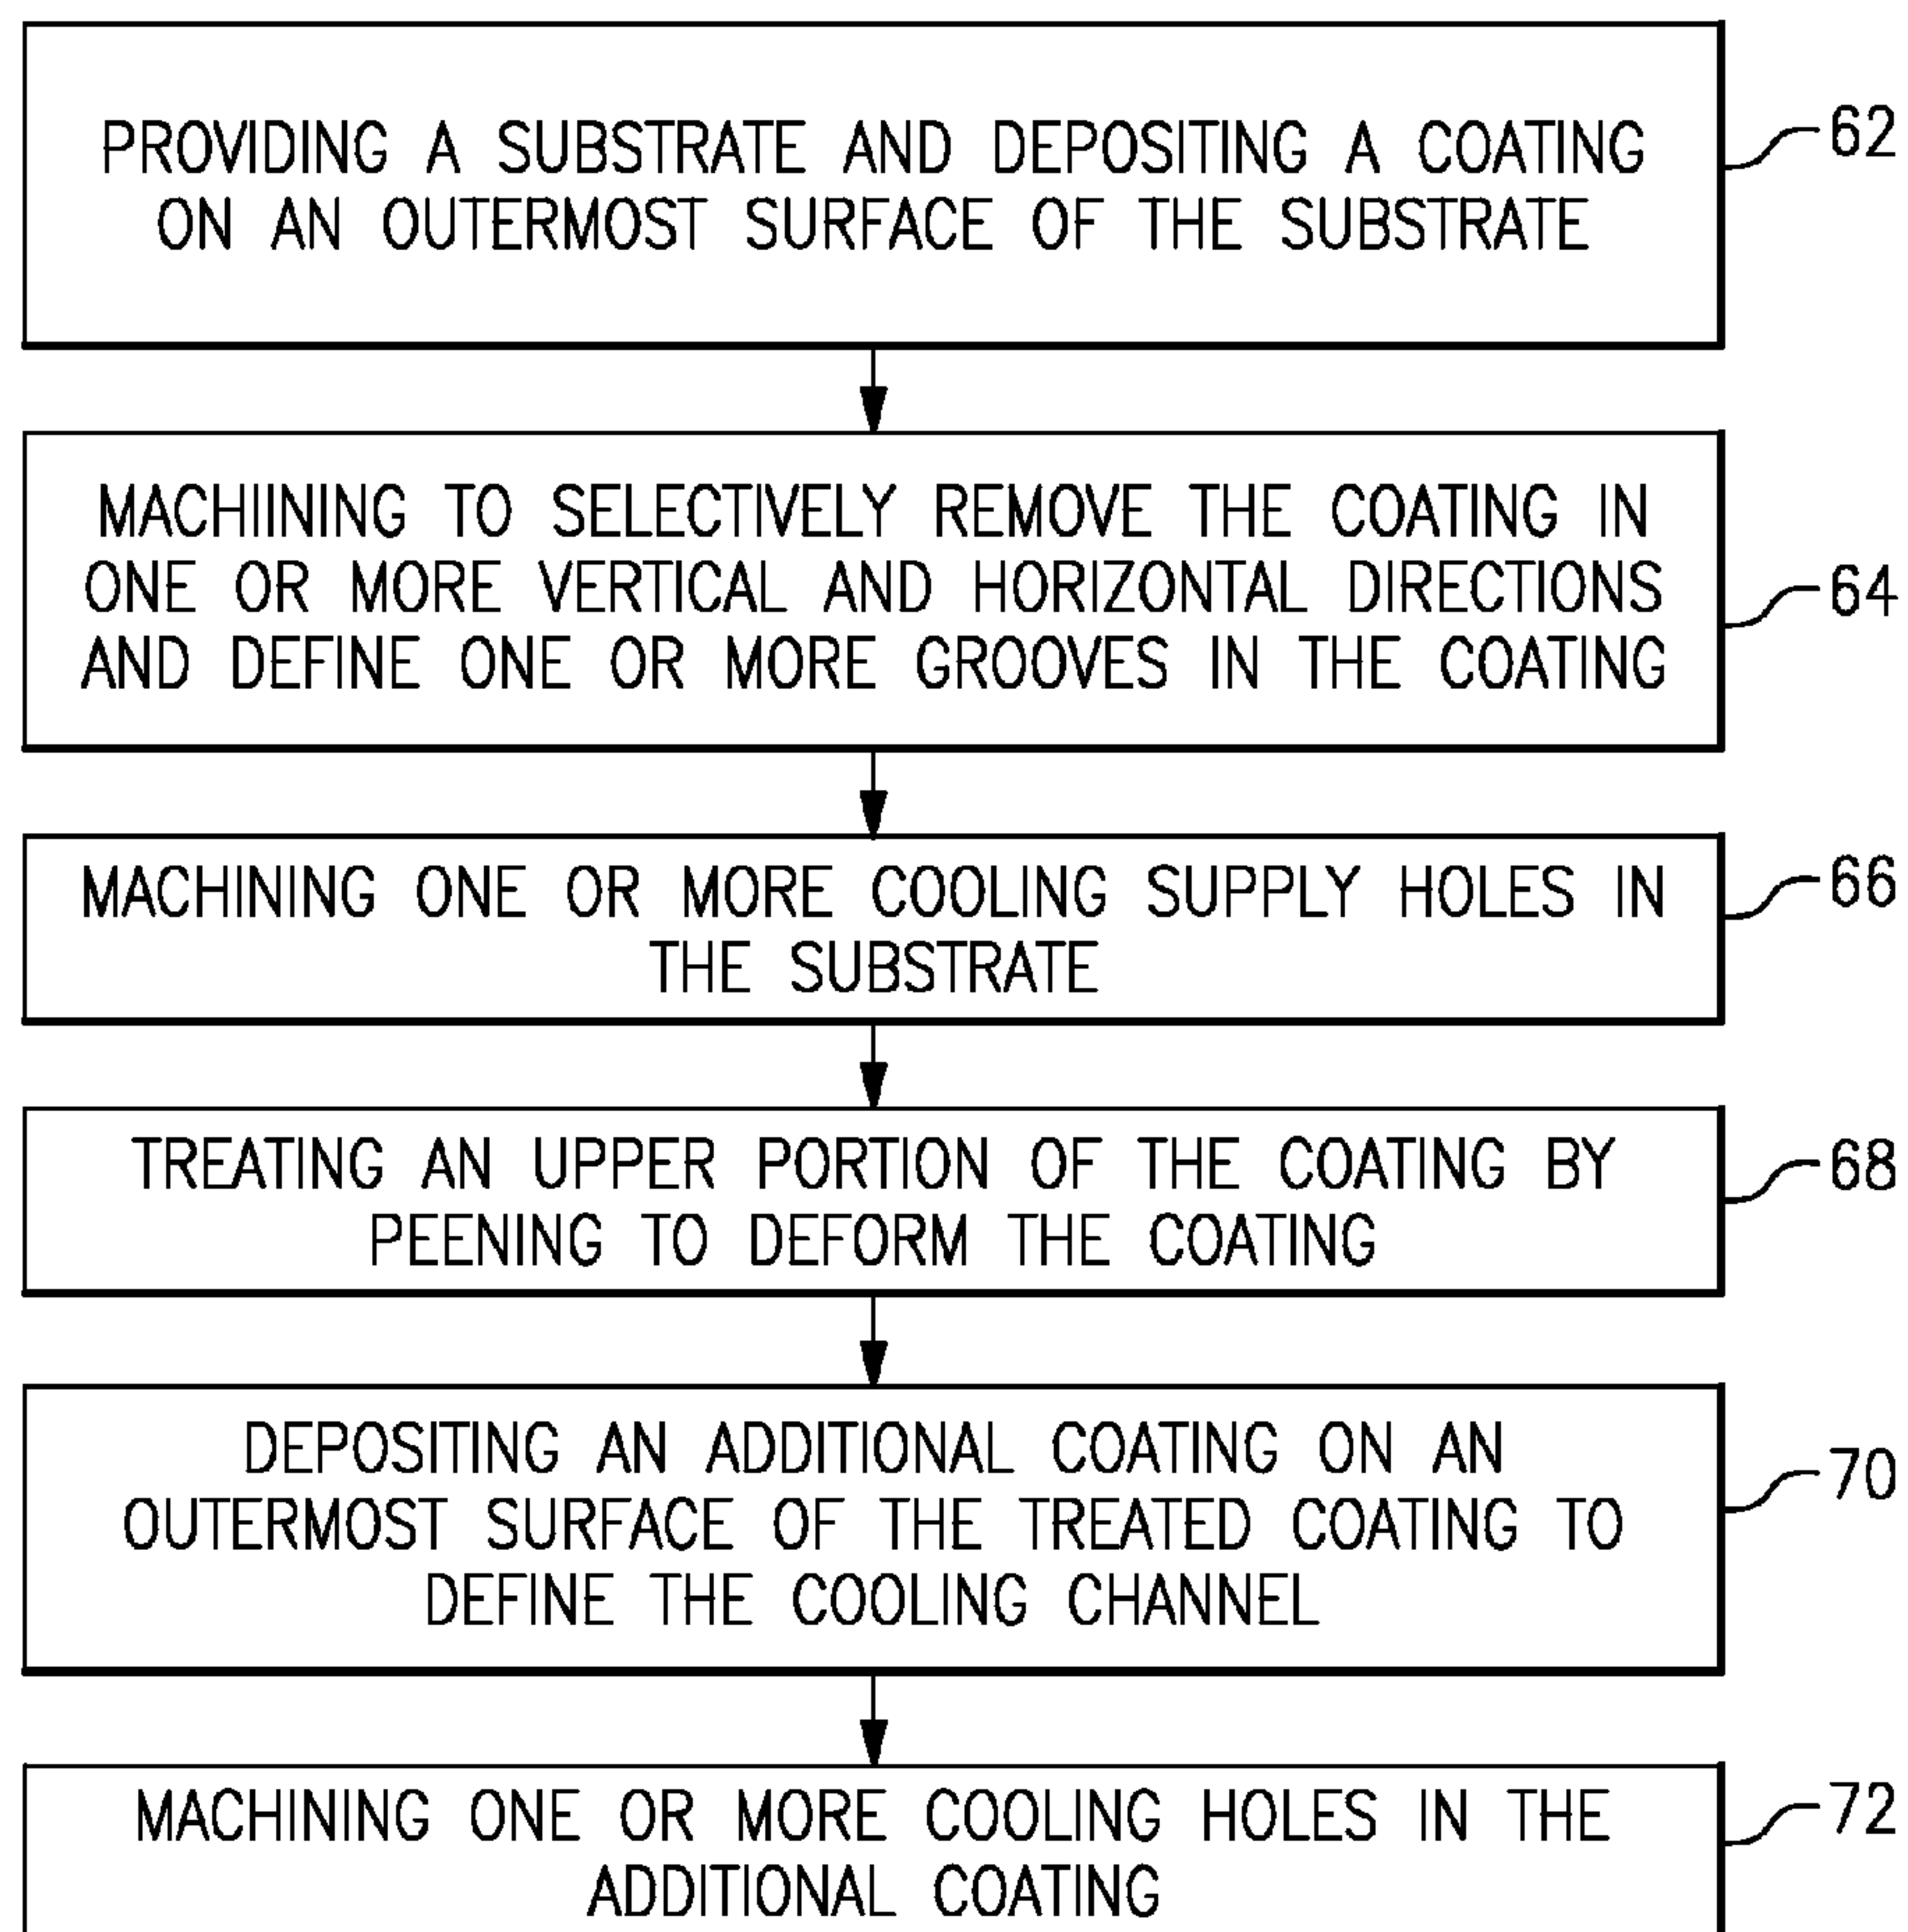 PROVIDING A SUBSTRATE AND DEPOSITING A COATING
ON AN OUTERMOST SURFACE OF THE SUBSTRATE
62
MACHIINING TO SELECTIVELY REMOVE THE COATING IN
ONE OR MORE VERTICAL AND HORIZONTAL DIRECTIONS
AND DEFINE ONE OR MORE GROOVES IN THE COATING
64
MACHINING ONE OR MORE COOLING SUPPLY HOLES IN
THE SUBSTRATE
66
TREATING AN UPPER PORTION OF THE COATING BY
PEENING TO DEFORM THE COATING
68
DEPOSITING AN ADDITIONAL COATING ON AN
OUTERMOST SURFACE OF THE TREATED COATING TO
DEFINE THE COOLING CHANNEL
70
MACHINING ONE OR MORE COOLING HOLES IN THE
ADDITIONAL COATING
72